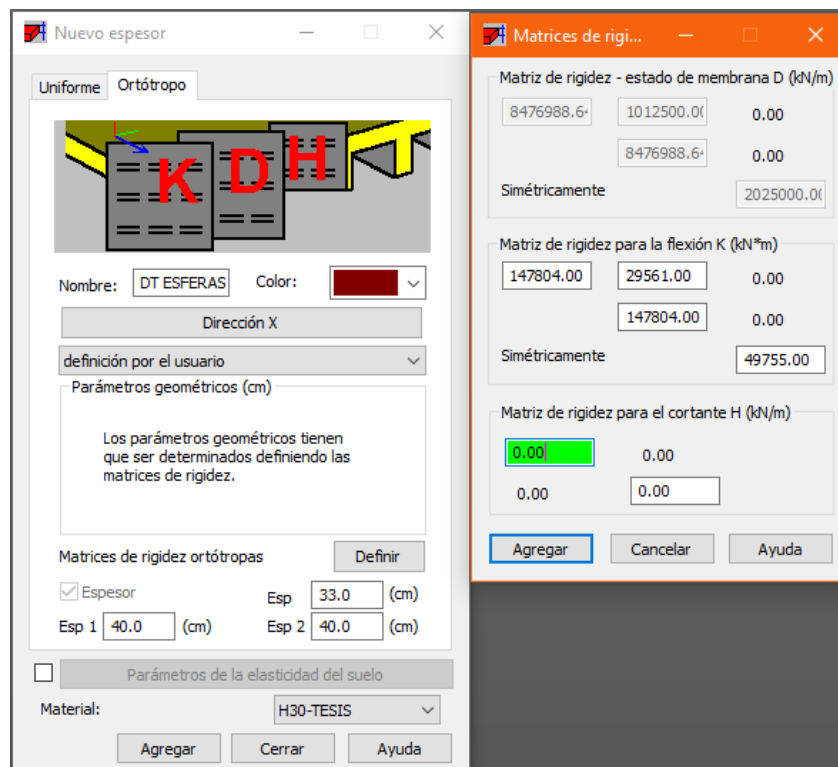 Nuevo espesor
Uniforme
Ortótropo
K
D
H
Nombre:
DT ESFERAS
Color:
Dirección X
definición por el usuario
Parámetros geométricos (cm)
Los parámetros geométricos tienen
que ser determinados definiendo las
matrices de rigidez.
Matrices de rigidez ortótropas
Definir
Espesor
Esp
33.0
(cm)
Esp 1
40.0
(cm)
Esp 2
40.0
(cm)
Parámetros de la elasticidad del suelo
Material:
H30-TESIS
Agregar
Cerrar
Ayuda
Matrices de rigi...
Matriz de rigidez - estado de membrana D (kN/m)
8476988.64
1012500.00
0.00
8476988.64
0.00
Simétricamente
2025000.00
Matriz de rigidez para la flexión K (kN*m)
147804.00
29561.00
0.00
147804.00
0.00
Simétricamente
49755.00
Matriz de rigidez para el cortante H (kN/m)
0.00
0.00
0.00
0.00
Agregar
Cancelar
Ayuda